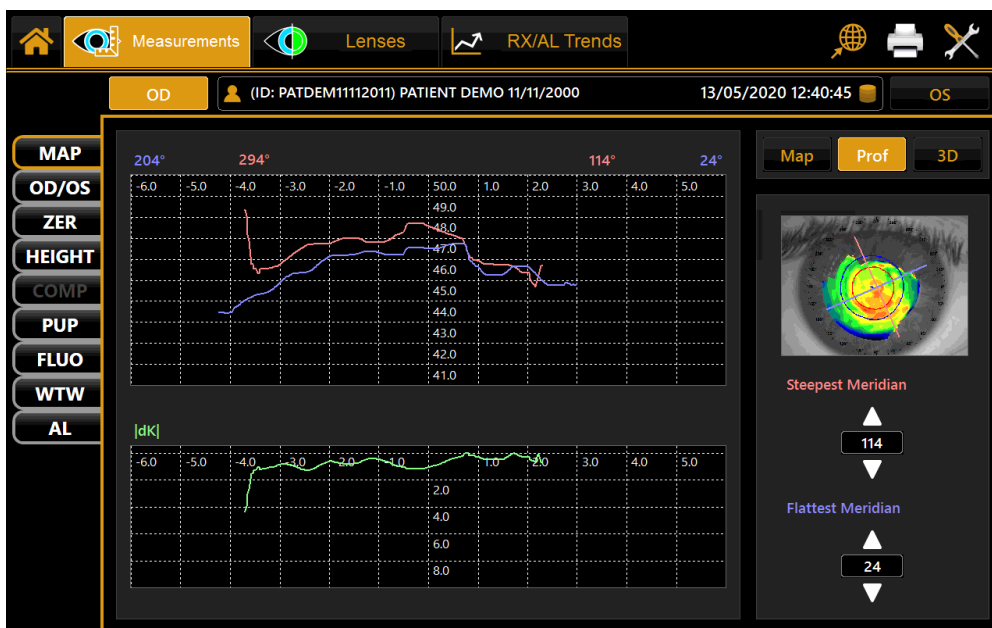 Measurements
Lenses
RX/AL Trends
OD
(ID: PATDEM11112011) PATIENT DEMO 11/11/2000
13/05/2020 12:40:45
OS
MAP
OD/OS
ZER
HEIGHT
COMP
PUP
FLUO
WTW
AL
204° 294° 114° 24°
-6.0 -5.0 -4.0 -3.0 -2.0 -1.0 50.0 1.0 2.0 3.0 4.0 5.0
49.0
48.0
47.0
46.0
45.0
44.0
43.0
42.0
41.0
|dK|
-6.0 -5.0 -4.0 -3.0 -2.0 -1.0 1.0 2.0 3.0 4.0 5.0
2.0
4.0
6.0
8.0
Map Prof 3D
Steepest Meridian
114
Flattest Meridian
24